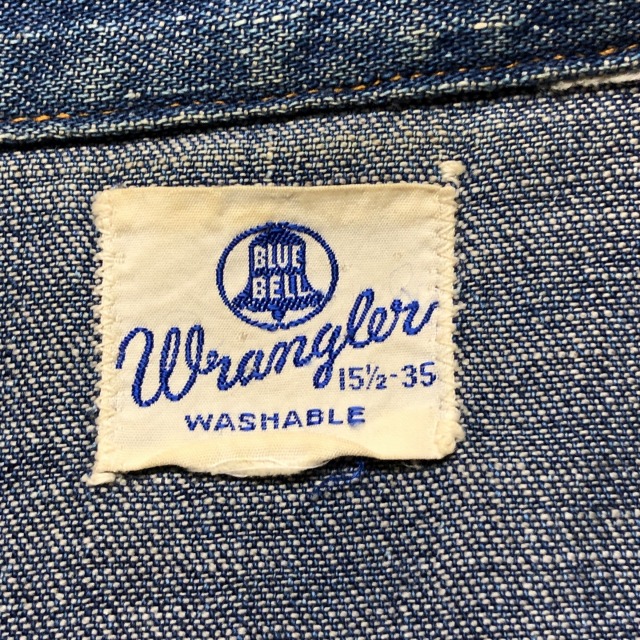 BLUE
BELL
Wrangler
15½-35
WASHABLE